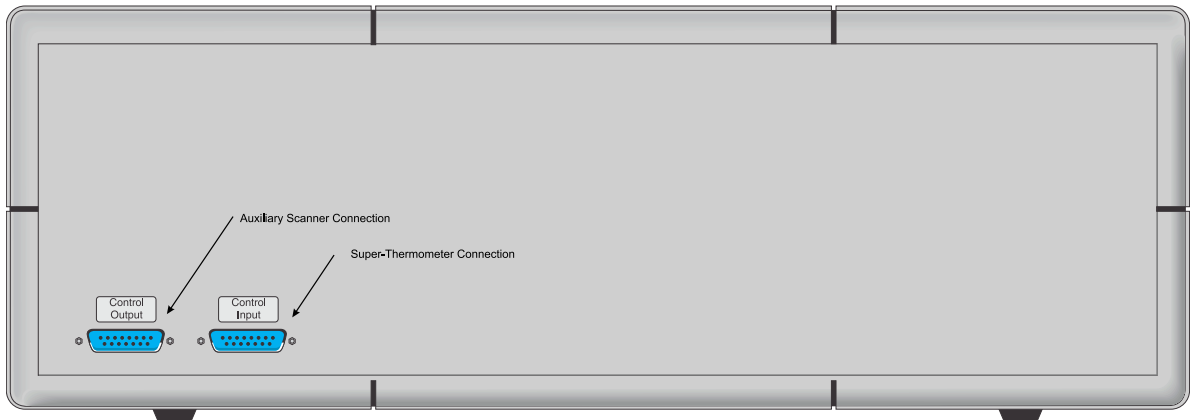 Auxiliary Scanner Connection
Super-Thermometer Connection
Control
Output
Control
Input